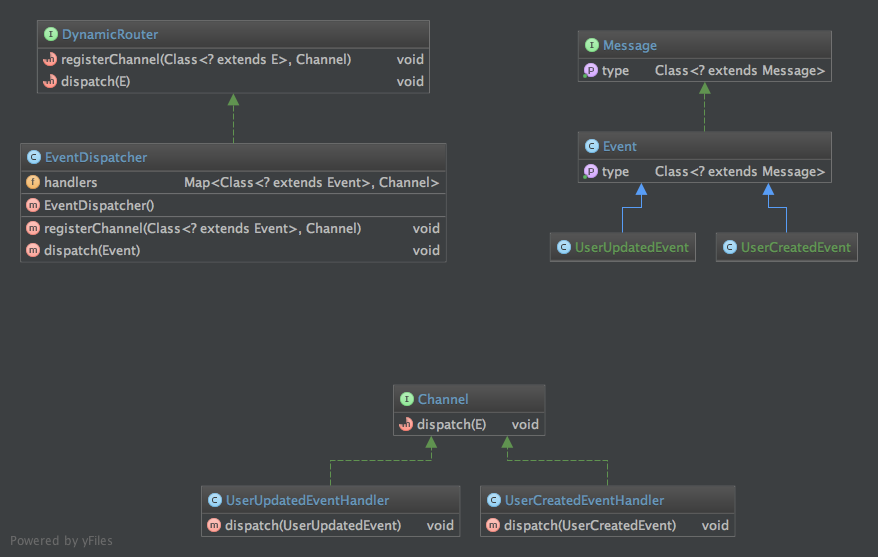 DynamicRouter
registerChannel(Class<? extends E>, Channel) void
dispatch(E) void
Message
type Class<? extends Message>
EventDispatcher
handlers Map<Class<? extends Event>, Channel>
EventDispatcher()
registerChannel(Class<? extends Event>, Channel) void
dispatch(Event) void
Event
type Class<? extends Message>
UserUpdatedEvent
UserCreatedEvent
Channel
dispatch(E) void
UserUpdatedEventHandler
dispatch(UserUpdatedEvent) void
UserCreatedEventHandler
dispatch(UserCreatedEvent) void
Powered by yFiles